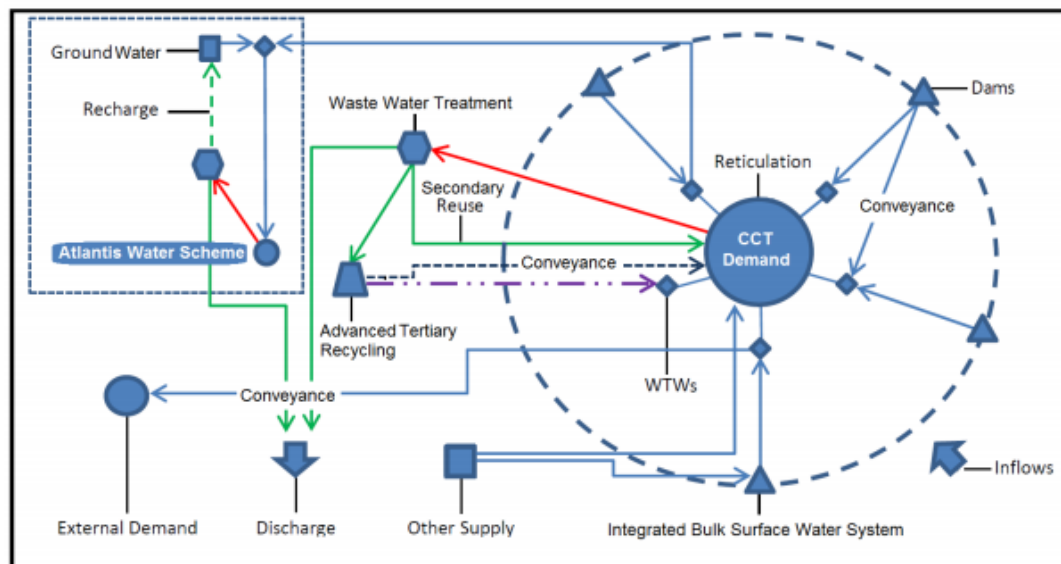 Ground Water
Recharge
Atlantis Water Scheme
Waste Water Treatment
Secondary
Reuse
Conveyance
Advanced Tertiary
Recycling
Dams
Reticulation
Conveyance
CCT
Demand
WTWs
Conveyance
Inflows
External Demand
Discharge
Other Supply
Integrated Bulk Surface Water System